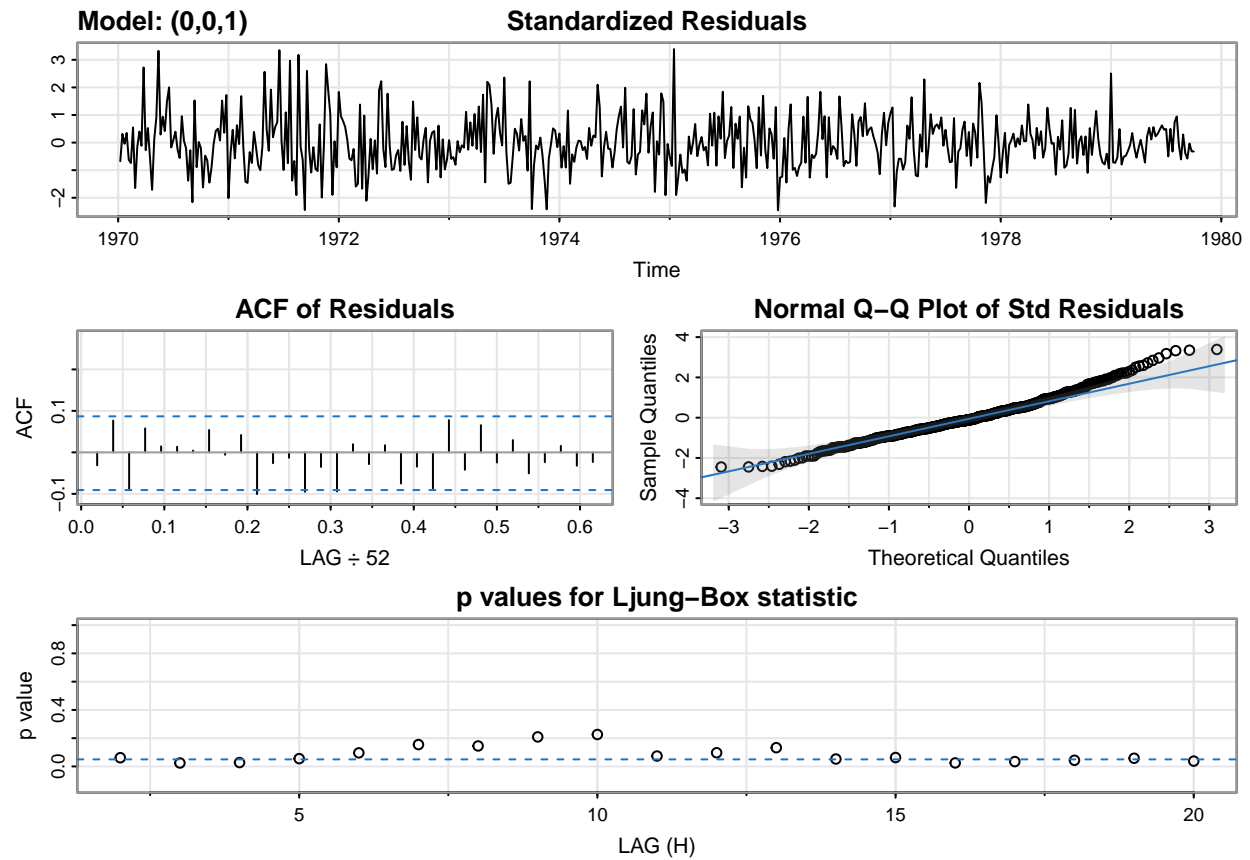 Model: (0,0,1) Standardized Residuals
3
2
1
0
−2
1970 1972 1974 1976 1978 1980
Time
ACF of Residuals
ACF
0.1
−0.1
0.0 0.1 0.2 0.3 0.4 0.5 0.6
LAG ÷ 52
Normal Q−Q Plot of Std Residuals
Sample Quantiles
4
2
0
−2
−4
−3 −2 −1 0 1 2 3
Theoretical Quantiles
p values for Ljung−Box statistic
p value
0.8
0.4
0.0
5 10 15 20
LAG (H)